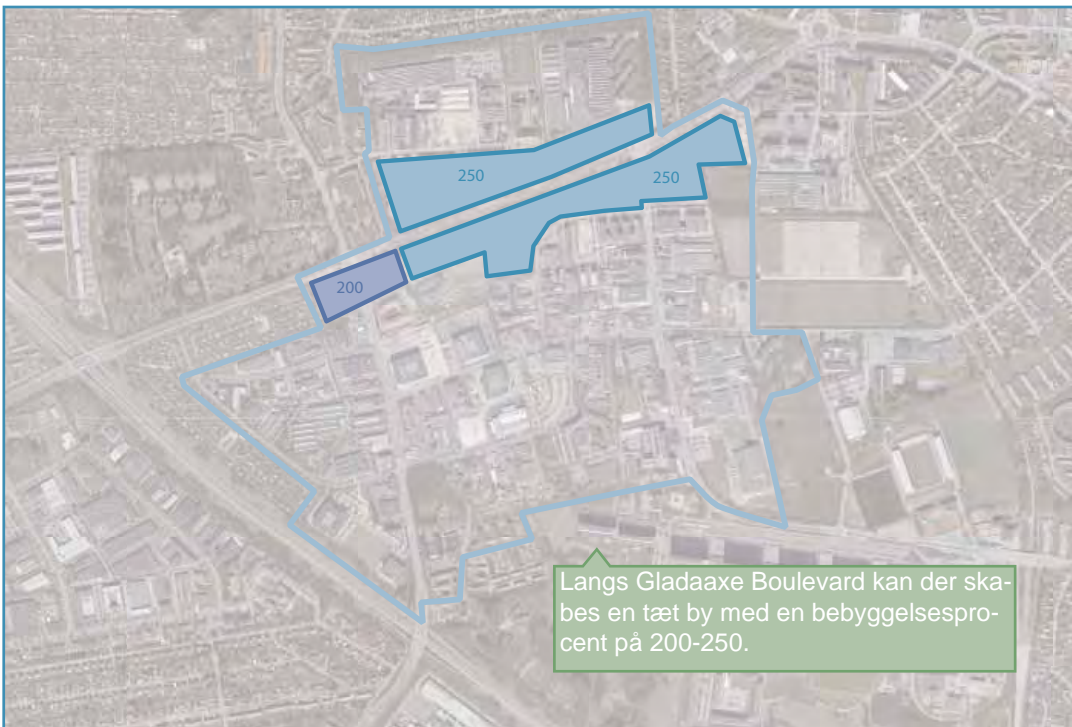 250
250
200
Langs Gladaaxe Boulevard kan der ska-
bes en tæt by med en bebyggelsespro-
cent på 200-250.